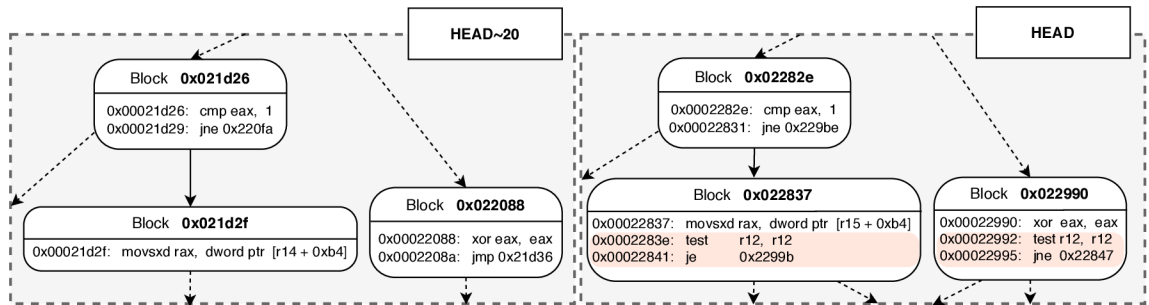 HEAD~20
Block 0x021d26
0x00021d26: cmp eax, 1
0x00021d29: jne 0x220fa
Block 0x021d2f
0x00021d2f: movsxd rax, dword ptr [r14 + 0xb4]
Block 0x022088
0x00022088: xor eax, eax
0x0002208a: jmp 0x21d36
HEAD
Block 0x02282e
0x0002282e: cmp eax, 1
0x00022831: jne 0x229be
Block 0x022837
0x00022837: movsxd rax, dword ptr [r15 + 0xb4]
0x0002283e: test r12, r12
0x00022841: je 0x2299b
Block 0x022990
0x00022990: xor eax, eax
0x00022992: test r12, r12
0x00022995: jne 0x22847